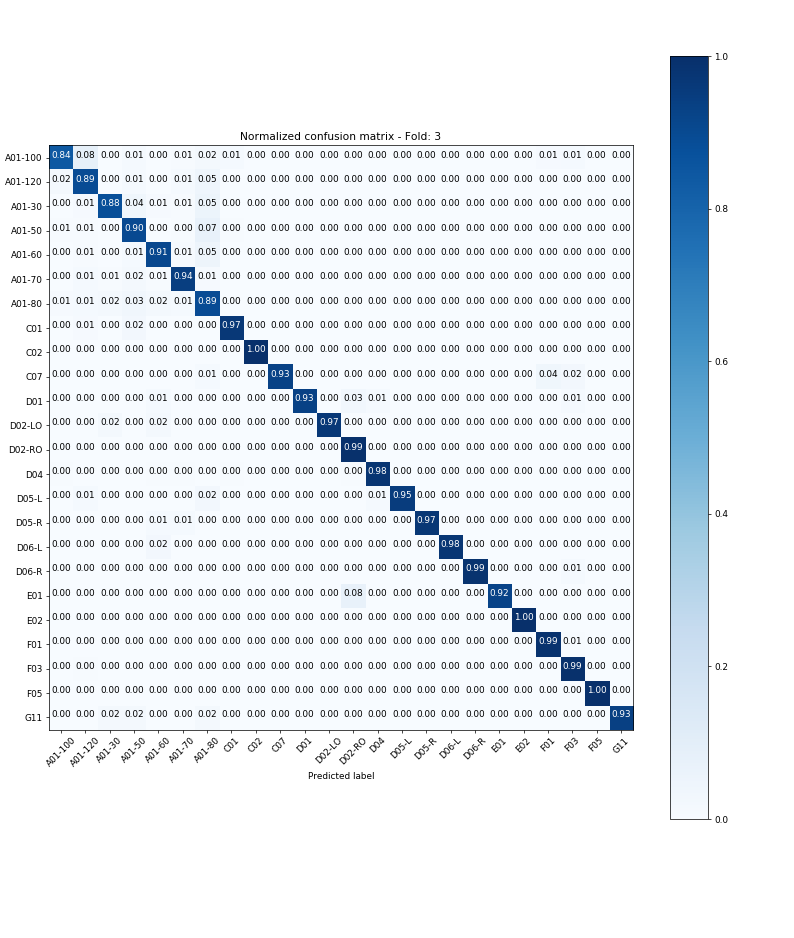 Normalized confusion matrix - Fold: 3
1.0
A01-100 0.84 0.08 0.00 0.01 0.00 0.01 0.02 0.01 0.00 0.00 0.00 0.00 0.00 0.00 0.00 0.00 0.00 0.00 0.00 0.00 0.01 0.01 0.00 0.00
A01-120 0.02 0.89 0.00 0.01 0.00 0.01 0.05 0.00 0.00 0.00 0.00 0.00 0.00 0.00 0.00 0.00 0.00 0.00 0.00 0.00 0.00 0.00 0.00 0.00
A01-30 0.00 0.01 0.88 0.04 0.01 0.01 0.05 0.00 0.00 0.00 0.00 0.00 0.00 0.00 0.00 0.00 0.00 0.00 0.00 0.00 0.00 0.00 0.00 0.00
0.8
A01-50 0.01 0.01 0.00 0.90 0.00 0.00 0.07 0.00 0.00 0.00 0.00 0.00 0.00 0.00 0.00 0.00 0.00 0.00 0.00 0.00 0.00 0.00 0.00 0.00
A01-60 0.00 0.01 0.00 0.01 0.91 0.01 0.05 0.00 0.00 0.00 0.00 0.00 0.00 0.00 0.00 0.00 0.00 0.00 0.00 0.00 0.00 0.00 0.00 0.00
A01-70 0.00 0.01 0.01 0.02 0.01 0.94 0.01 0.00 0.00 0.00 0.00 0.00 0.00 0.00 0.00 0.00 0.00 0.00 0.00 0.00 0.00 0.00 0.00 0.00
A01-80 0.01 0.01 0.02 0.03 0.02 0.01 0.89 0.00 0.00 0.00 0.00 0.00 0.00 0.00 0.00 0.00 0.00 0.00 0.00 0.00 0.00 0.00 0.00 0.00
C01 0.00 0.01 0.00 0.02 0.00 0.00 0.00 0.97 0.00 0.00 0.00 0.00 0.00 0.00 0.00 0.00 0.00 0.00 0.00 0.00 0.00 0.00 0.00 0.00
C02 0.00 0.00 0.00 0.00 0.00 0.00 0.00 0.00 1.00 0.00 0.00 0.00 0.00 0.00 0.00 0.00 0.00 0.00 0.00 0.00 0.00 0.00 0.00 0.00
0.6
C07 0.00 0.00 0.00 0.00 0.00 0.00 0.01 0.00 0.00 0.93 0.00 0.00 0.00 0.00 0.00 0.00 0.00 0.00 0.00 0.00 0.04 0.02 0.00 0.00
D01 0.00 0.00 0.00 0.00 0.01 0.00 0.00 0.00 0.00 0.00 0.93 0.00 0.03 0.01 0.00 0.00 0.00 0.00 0.00 0.00 0.00 0.01 0.00 0.00
D02-LO 0.00 0.00 0.02 0.00 0.02 0.00 0.00 0.00 0.00 0.00 0.00 0.97 0.00 0.00 0.00 0.00 0.00 0.00 0.00 0.00 0.00 0.00 0.00 0.00
D02-RO 0.00 0.00 0.00 0.00 0.00 0.00 0.00 0.00 0.00 0.00 0.00 0.00 0.99 0.00 0.00 0.00 0.00 0.00 0.00 0.00 0.00 0.00 0.00 0.00
D04 0.00 0.00 0.00 0.00 0.00 0.00 0.00 0.00 0.00 0.00 0.00 0.00 0.00 0.98 0.00 0.00 0.00 0.00 0.00 0.00 0.00 0.00 0.00 0.00
D05-L 0.00 0.01 0.00 0.00 0.00 0.00 0.02 0.00 0.00 0.00 0.00 0.00 0.00 0.01 0.95 0.00 0.00 0.00 0.00 0.00 0.00 0.00 0.00 0.00
0.4
D05-R 0.00 0.00 0.00 0.00 0.01 0.01 0.00 0.00 0.00 0.00 0.00 0.00 0.00 0.00 0.00 0.97 0.00 0.00 0.00 0.00 0.00 0.00 0.00 0.00
D06-L 0.00 0.00 0.00 0.00 0.02 0.00 0.00 0.00 0.00 0.00 0.00 0.00 0.00 0.00 0.00 0.00 0.98 0.00 0.00 0.00 0.00 0.00 0.00 0.00
D06-R 0.00 0.00 0.00 0.00 0.00 0.00 0.00 0.00 0.00 0.00 0.00 0.00 0.00 0.00 0.00 0.00 0.00 0.99 0.00 0.00 0.00 0.01 0.00 0.00
E01 0.00 0.00 0.00 0.00 0.00 0.00 0.00 0.00 0.00 0.00 0.00 0.00 0.08 0.00 0.00 0.00 0.00 0.00 0.92 0.00 0.00 0.00 0.00 0.00
E02 0.00 0.00 0.00 0.00 0.00 0.00 0.00 0.00 0.00 0.00 0.00 0.00 0.00 0.00 0.00 0.00 0.00 0.00 0.00 1.00 0.00 0.00 0.00 0.00
F01 0.00 0.00 0.00 0.00 0.00 0.00 0.00 0.00 0.00 0.00 0.00 0.00 0.00 0.00 0.00 0.00 0.00 0.00 0.00 0.00 0.99 0.01 0.00 0.00
0.2
F03 0.00 0.00 0.00 0.00 0.00 0.00 0.00 0.00 0.00 0.00 0.00 0.00 0.00 0.00 0.00 0.00 0.00 0.00 0.00 0.00 0.00 0.99 0.00 0.00
F05 0.00 0.00 0.00 0.00 0.00 0.00 0.00 0.00 0.00 0.00 0.00 0.00 0.00 0.00 0.00 0.00 0.00 0.00 0.00 0.00 0.00 0.00 1.00 0.00
G11 0.00 0.00 0.02 0.02 0.00 0.00 0.02 0.00 0.00 0.00 0.00 0.00 0.00 0.00 0.00 0.00 0.00 0.00 0.00 0.00 0.00 0.00 0.00 0.93
A01-100 A01-120 A01-30 A01-50 A01-60 A01-70 A01-80 C01 C02 C07 D01 D02-LO D02-RO D04 D05-L D05-R D06-L D06-R E01 E02 F01 F03 F05 G11
Predicted label
0.0